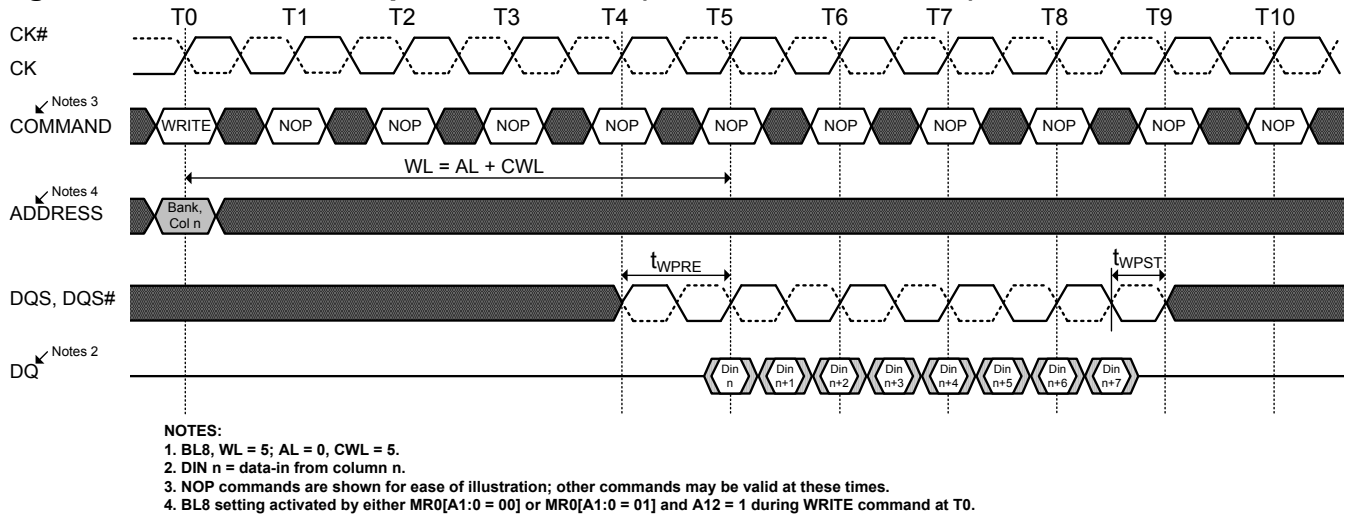 T0 T1 T2 T3 T4 T5 T6 T7 T8 T9 T10
CK#
CK
Notes 3
COMMAND WRITE NOP NOP NOP NOP NOP NOP NOP NOP NOP NOP
WL = AL + CWL
Notes 4
ADDRESS Bank,
Col n
tWPRE tWPST
DQS, DQS#
Notes 2
DQ Din Din Din Din Din Din Din Din
n n+1 n+2 n+3 n+4 n+5 n+6 n+7
NOTES:
1. BL8, WL = 5; AL = 0, CWL = 5.
2. DIN n = data-in from column n.
3. NOP commands are shown for ease of illustration; other commands may be valid at these times.
4. BL8 setting activated by either MR0[A1:0 = 00] or MR0[A1:0 = 01] and A12 = 1 during WRITE command at T0.